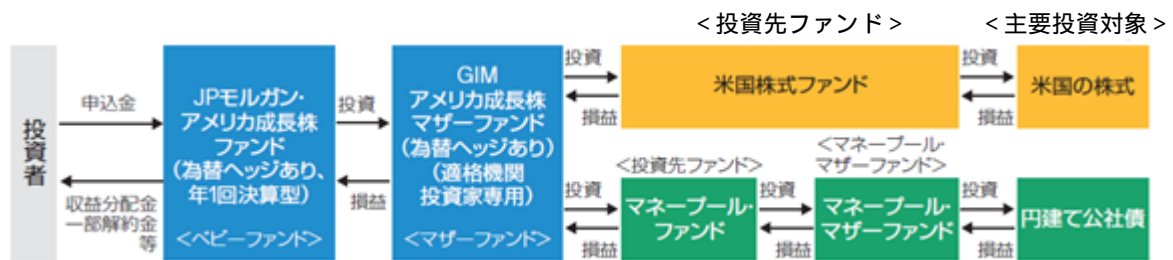 <投資先ファンド>
<主要投資対象>
投資者
申込金
収益分配金
一部解約金
等
JPモルガン・
アメリカ成長株
ファンド
(為替ヘッジあり、
年1回決算型)
<ベビーファンド>
投資
損益
GIM
アメリカ成長株
マザーファンド
(為替ヘッジあり)
(適格機関
投資家専用)
<マザーファンド>
投資
損益
米国株式ファンド
投資
損益
米国の株式
投資
損益
<投資先ファンド>
マネープール・
ファンド
投資
損益
<マネープール・
マザーファンド>
マネープール・
マザーファンド
投資
損益
円建て公社債